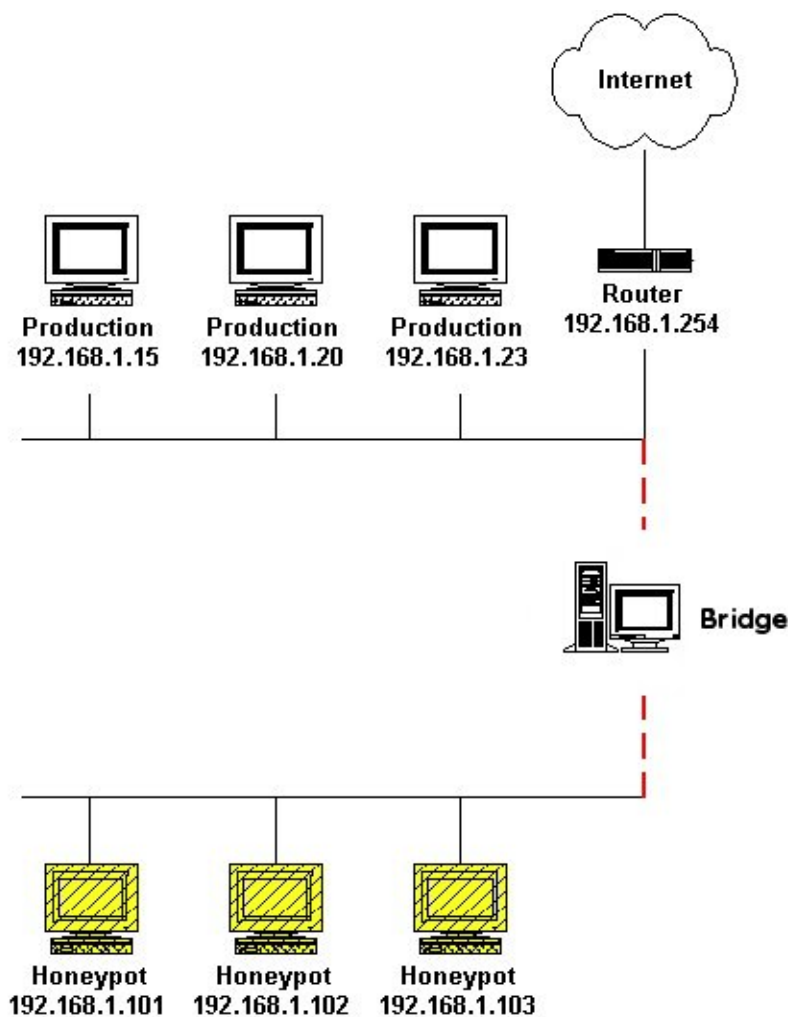 Internet
Production
192.168.1.15
Production
192.168.1.20
Production
192.168.1.23
Router
192.168.1.254
Bridge
Honeypot
192.168.1.101
Honeypot
192.168.1.102
Honeypot
192.168.1.103